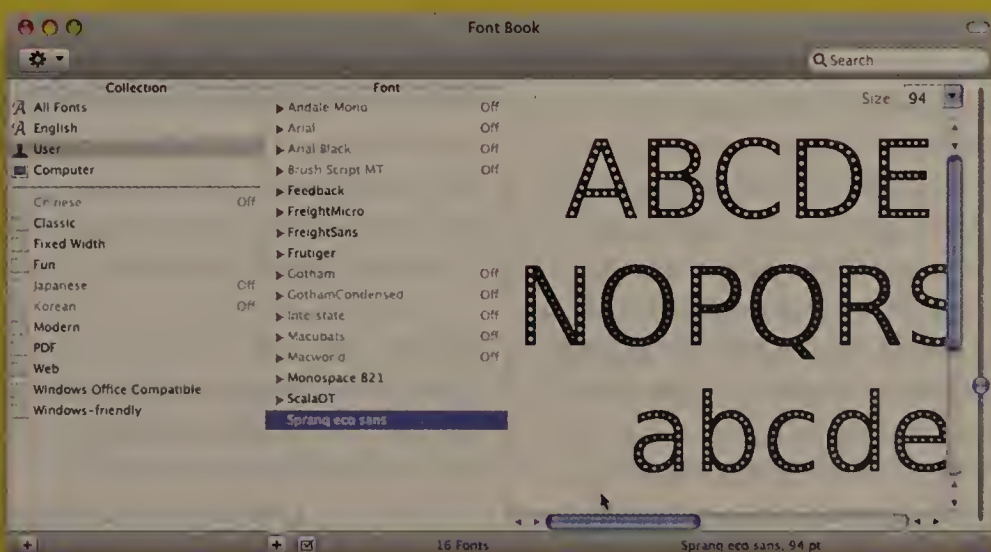 Font Book
Search
Collection
All Fonts
English
User
Computer
Chinese Off
Classic
Fixed Width
Fun
Japanese Off
Korean Off
Modern
PDF
Web
Windows Office Compatible
Windows-friendly
Font
Andale Mono Off
Arial Off
Arial Black Off
Brush Script MT Off
Feedback
FreightMicro
FreightSans
Frutiger
Gotham Off
GothamCondensed Off
Interstate Off
Macubats Off
Macworld Off
Monospace 821
ScalaOT
Spranq eco sans
Size 94
ABCDE
NOPQRS
abcde
16 Fonts
Spranq eco sans, 94 pt